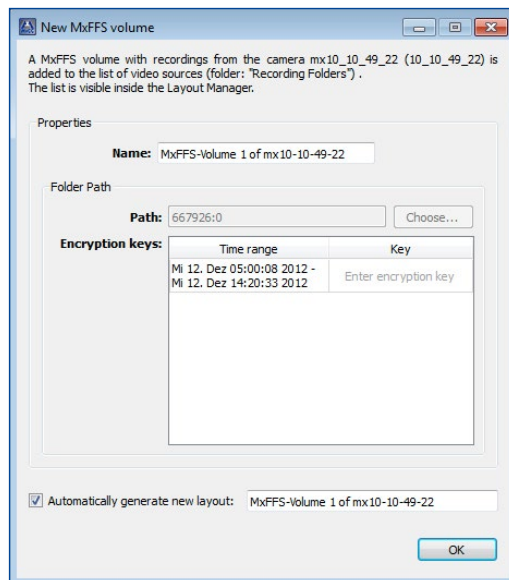 New MxFFS volume
A MxFFS volume with recordings from the camera mx10_10_49_22 (10_10_49_22) is
added to the list of video sources (folder: "Recording Folders") .
The list is visible inside the Layout Manager.
Properties
Name: MxFFS-Volume 1 of mx10-10-49-22
Folder Path
Path: 667926:0 Choose...
Encryption keys: Time range Key
Mi 12. Dez 05:00:08 2012 -
Mi 12. Dez 14:20:33 2012
Enter encryption key
Automatically generate new layout: MxFFS-Volume 1 of mx10-10-49-22
OK